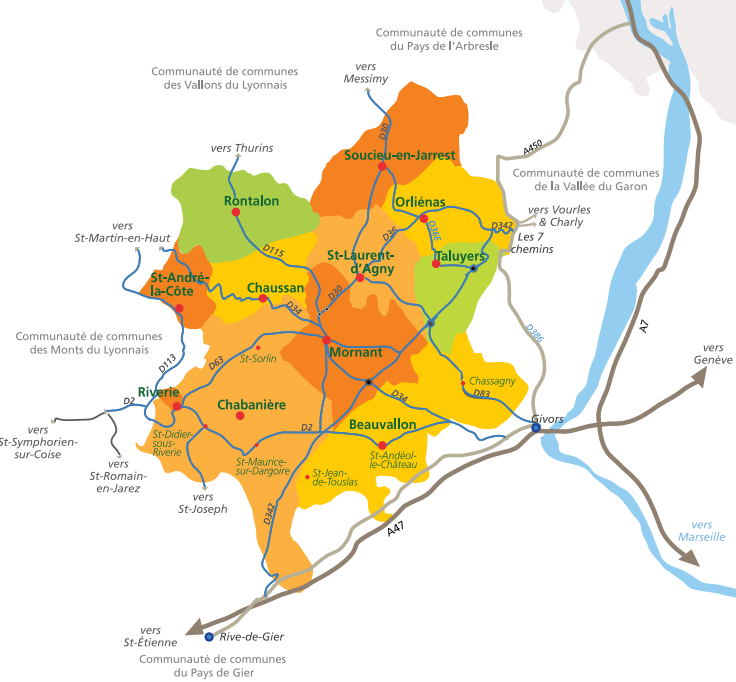 Communauté de communes
du Pays de l'Arbresle
vers
Messimy
Communauté de communes
des Vallons du Lyonnais
D30
A450
vers Thurins
Soucieu-en-Jarrest
Communauté de communes
de la Vallée du Garon
Rontalon
Orliénas
vers Vourles
& Charly
D342
Les 7
chemins
vers
St-Martin-en-Haut
D115
D36
D36E
St-Laurent-
d'Agny
Taluyers
St-André-
la-Côte
Chaussan
D30
D34
D386
A7
Communauté de communes
des Monts du Lyonnais
D113
D63
St-Sorlin
Mornant
vers
Genève
Chassagny
D83
Riverie
D2
Chabanière
D34
Givors
vers
St-Symphorien-
sur-Coise
St-Didier-
sous-
Riverie
D2
Beauvallon
St-Andéol-
le-Château
vers
St-Romain-
en-Jarez
St-Maurice-
sur-Dargoire
St-Jean-
de-Touslas
vers
St-Joseph
D342
A47
vers
Marseille
vers
St-Étienne
Rive-de-Gier
Communauté de communes
du Pays de Gier